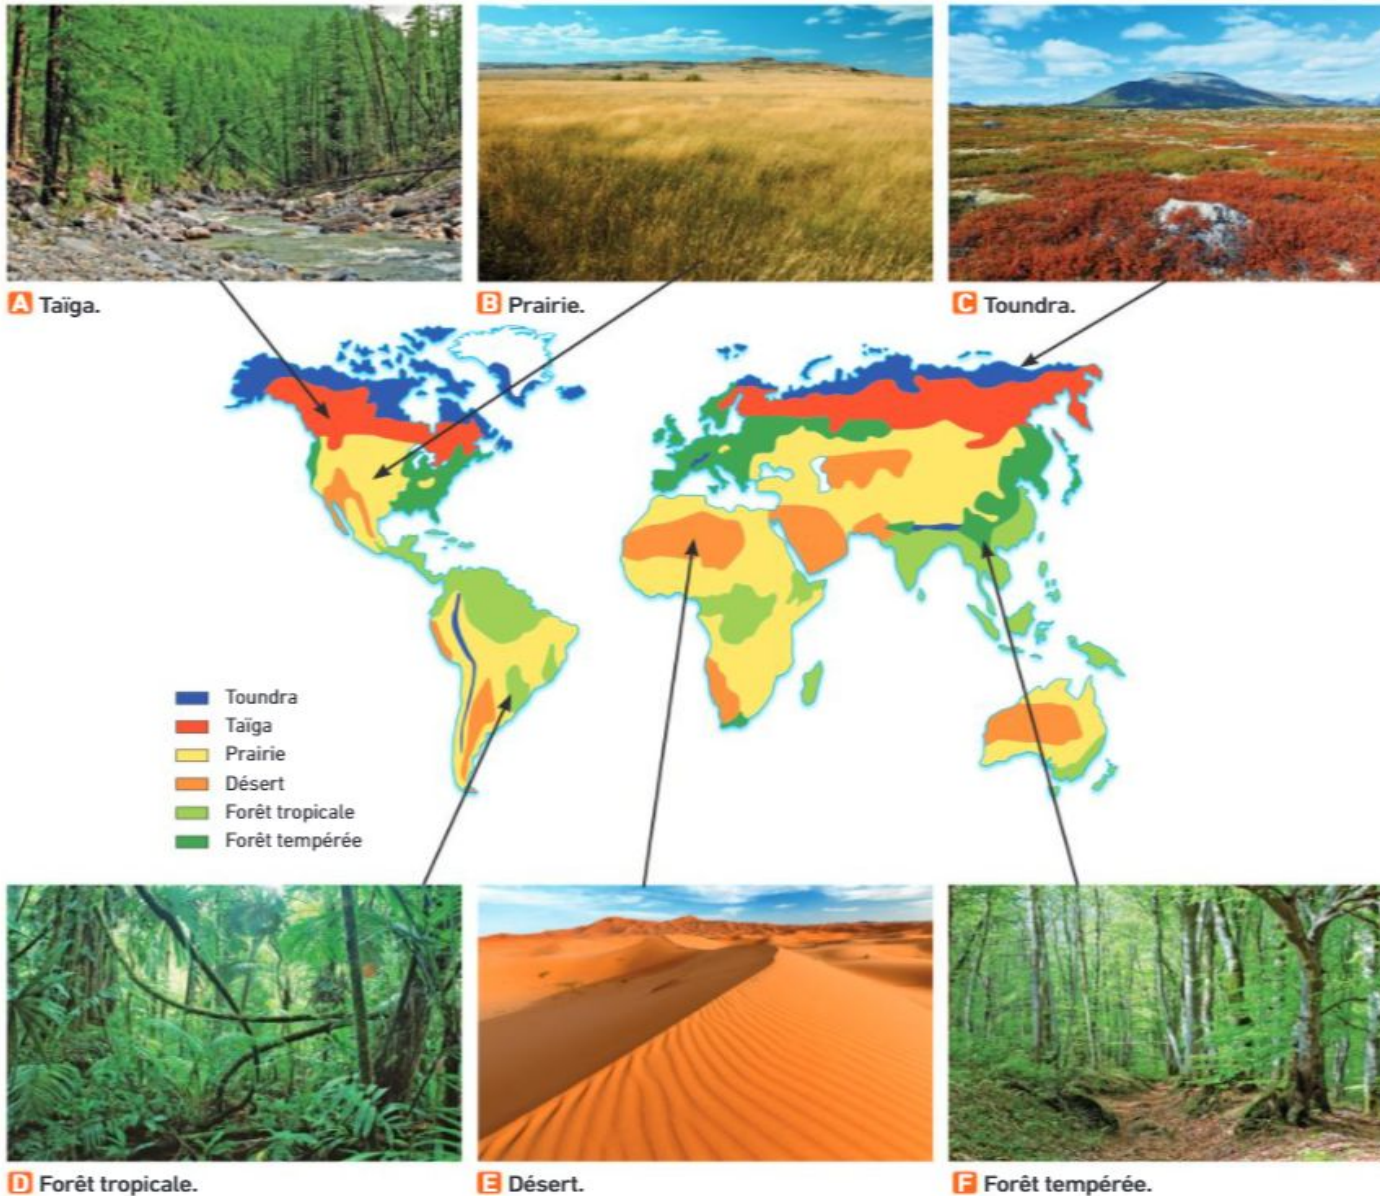 A Taïga.
B Prairie.
C Toundra.
Toundra
Taïga
Prairie
Désert
Forêt tropicale
Forêt tempérée
D Forêt tropicale.
E Désert.
F Forêt tempérée.